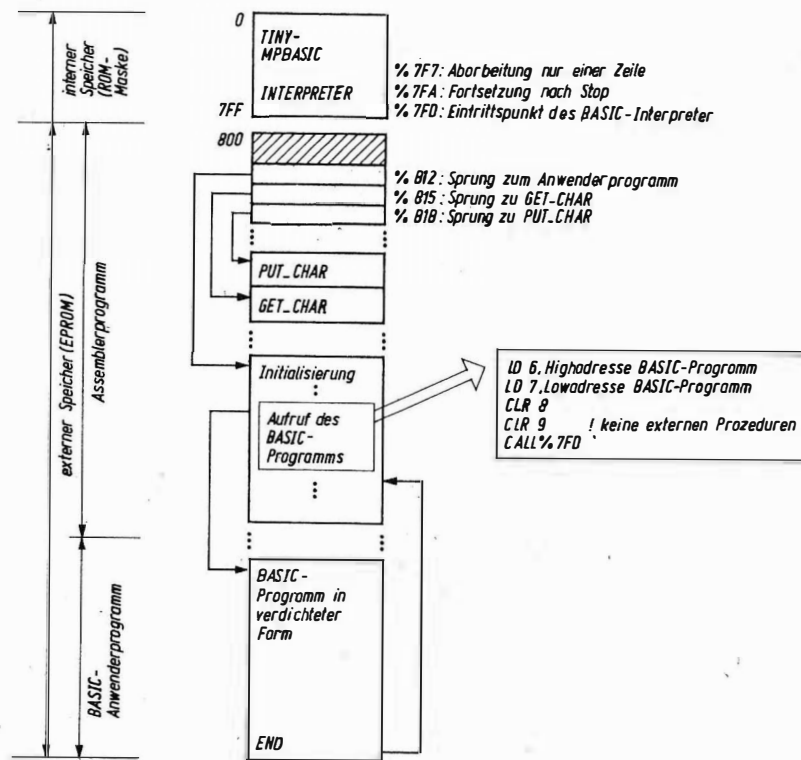 0
TINY-
MPBASIC
INTERPRETER
7FF
% 7F7: Aborbeitung nur einer Zeile
% 7FA: Fortsetzung nach Stop
% 7FD: Eintrittspunkt des BASIC-Interpreter
interner
Speicher
(ROM-
Maske)
800
% 812: Sprung zum Anwenderprogramm
% 815: Sprung zu GET-CHAR
% 818: Sprung zu PUT_CHAR
PUT_CHAR
GET_CHAR
externer Speicher (EPROM)
Assemblerprogramm
Initialisierung
Aufruf des
BASIC-
Programms
LD 6, Highadresse BASIC-Programm
LD 7, Lowadresse BASIC-Programm
CLR 8
CLR 9 ! keine externen Prozeduren
CALL % 7FD
BASIC-
Programm in
verdichteter
Form
END
BASIC-
Anwenderprogramm